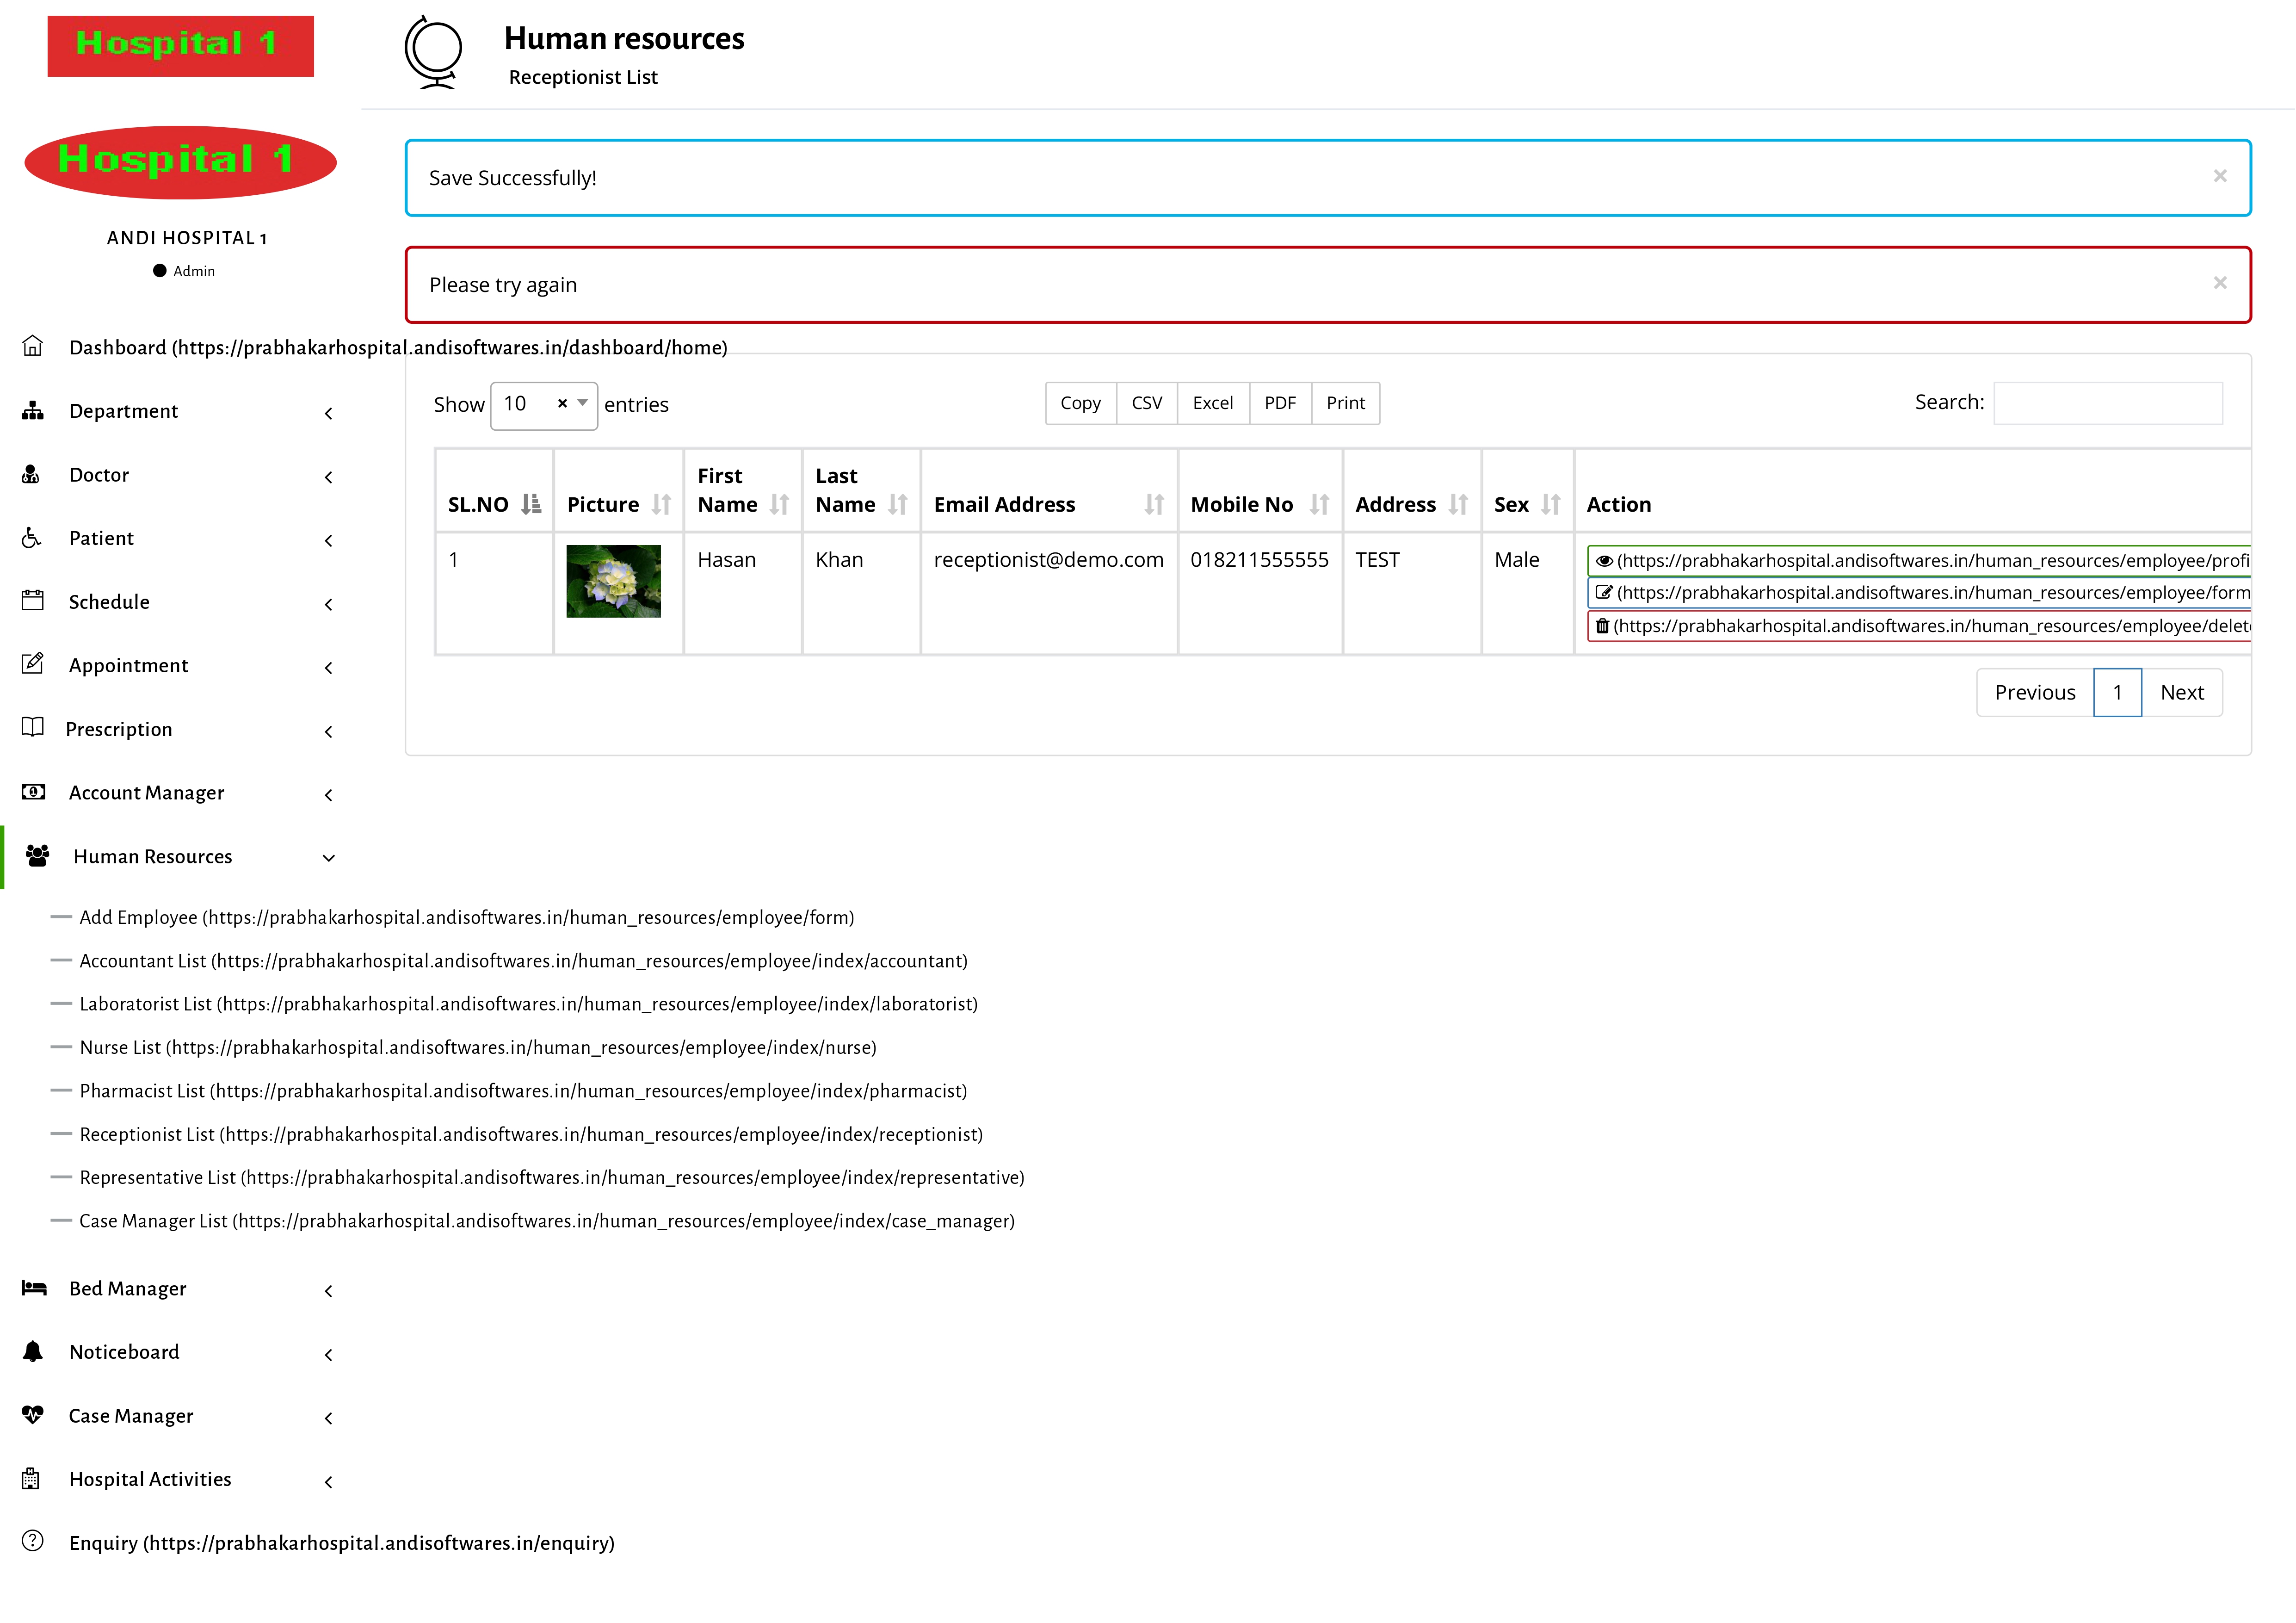 Hospital 1
Hospital 1
ANDI HOSPITAL 1
Admin
Dashboard (https://prabhakarhospital.andisoftwares.in/dashboard/home)
Department
Doctor
Patient
Schedule
Appointment
Prescription
Account Manager
Human Resources
Add Employee (https://prabhakarhospital.andisoftwares.in/human_resources/employee/form)
Accountant List (https://prabhakarhospital.andisoftwares.in/human_resources/employee/index/accountant)
Laboratorist List (https://prabhakarhospital.andisoftwares.in/human_resources/employee/index/laboratorist)
Nurse List (https://prabhakarhospital.andisoftwares.in/human_resources/employee/index/nurse)
Pharmacist List (https://prabhakarhospital.andisoftwares.in/human_resources/employee/index/pharmacist)
Receptionist List (https://prabhakarhospital.andisoftwares.in/human_resources/employee/index/receptionist)
Representative List (https://prabhakarhospital.andisoftwares.in/human_resources/employee/index/representative)
Case Manager List (https://prabhakarhospital.andisoftwares.in/human_resources/employee/index/case_manager)
Bed Manager
Noticeboard
Case Manager
Hospital Activities
Enquiry (https://prabhakarhospital.andisoftwares.in/enquiry)
Human resources
Receptionist List
Save Successfully! ×
Please try again ×
Show 10 × entries Copy CSV Excel PDF Print Search:
SL.NO Picture First Name Last Name Email Address Mobile No Address Sex Action
1 Hasan Khan receptionist@demo.com 018211555555 TEST Male (https://prabhakarhospital.andisoftwares.in/human_resources/employee/profi
(https://prabhakarhospital.andisoftwares.in/human_resources/employee/form
(https://prabhakarhospital.andisoftwares.in/human_resources/employee/delet
Previous 1 Next